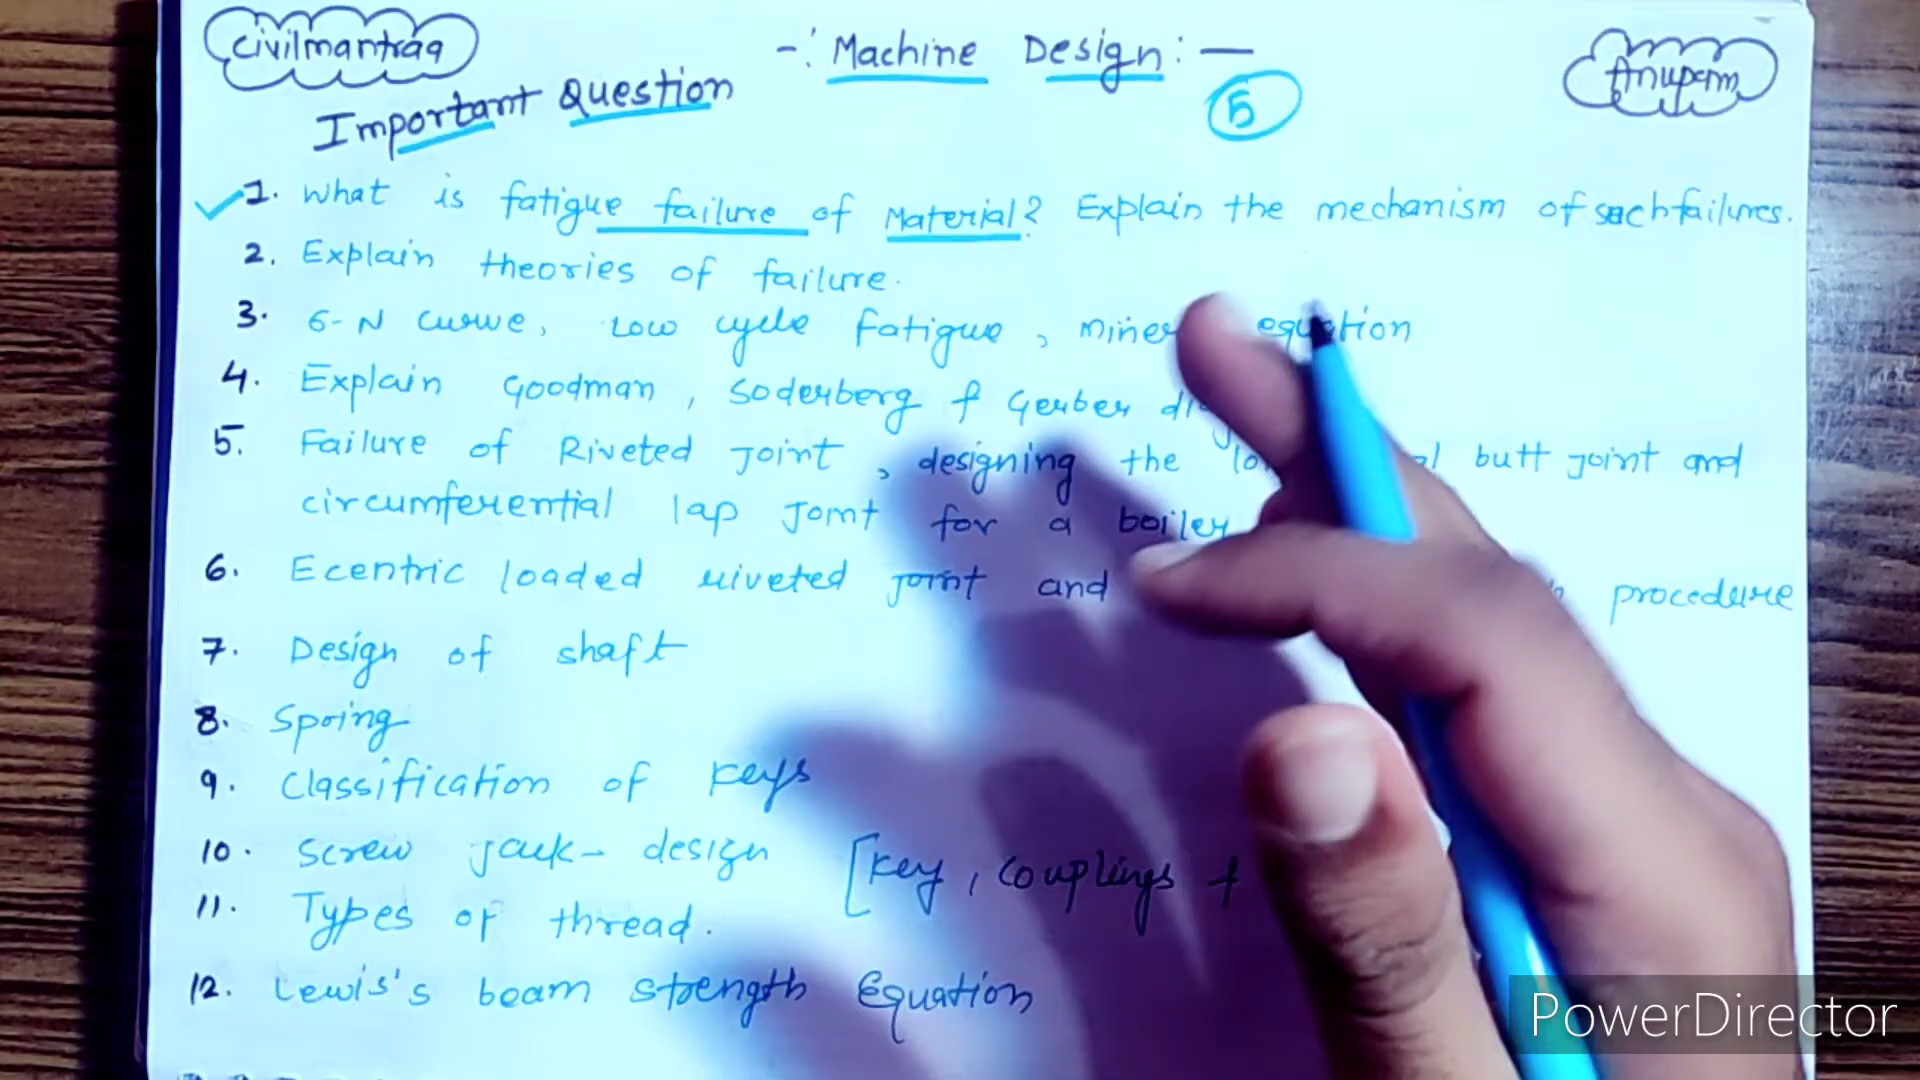 civilmantraa
-: Machine Design :-
Anupam
Important Question
5
1. What is fatigue failure of Material? Explain the mechanism of such failures.
2. Explain theories of failure.
3. S-N curve, Low cycle Fatigue, equation
4. Explain Goodman, Soderberg & Gerber
5. Failure of Riveted Joint, designing the butt joint and
circumferential lap Joint for a boiler
6. Ecentric loaded riveted joint and procedure
7. Design of shaft
8. Spring
9. Classification of keys
10. Screw Jack- design [key, couplings &
11. Types of thread.
12. Lewis's beam strength Equation
PowerDirector